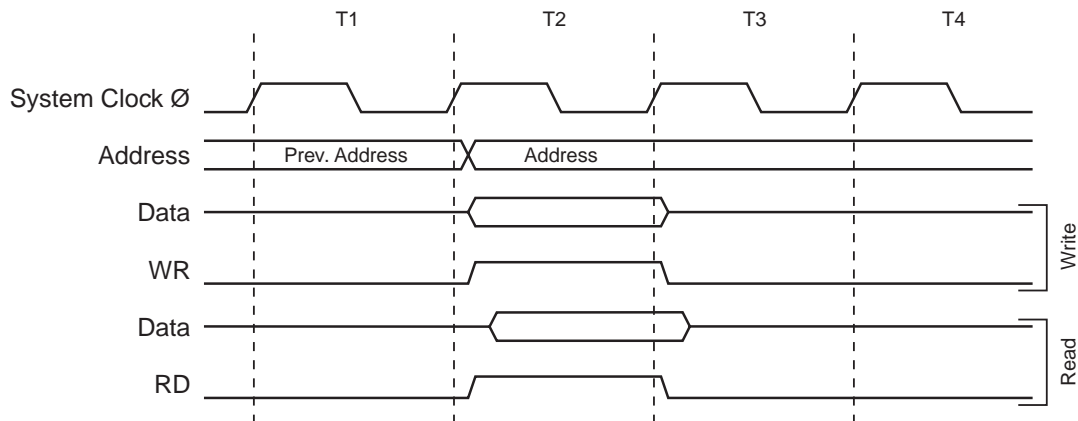 T1 T2 T3 T4
System Clock Ø
Address Prev. Address Address
Data
WR
Write
Data
RD
Read